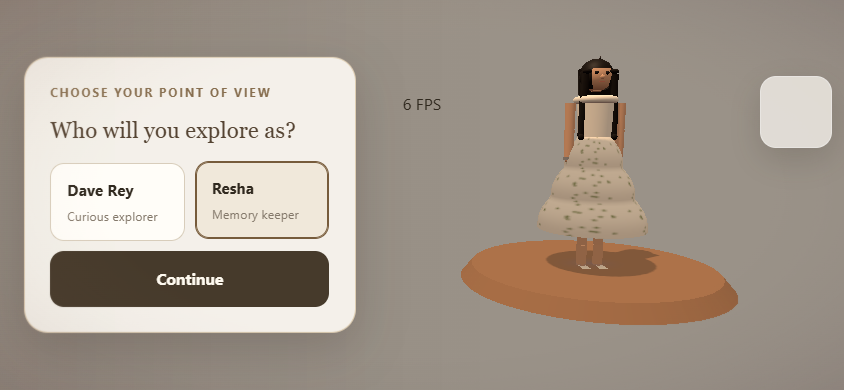 CHOOSE YOUR POINT OF VIEW
Who will you explore as?
Dave Rey
Curious explorer
Resha
Memory keeper
Continue
6 FPS